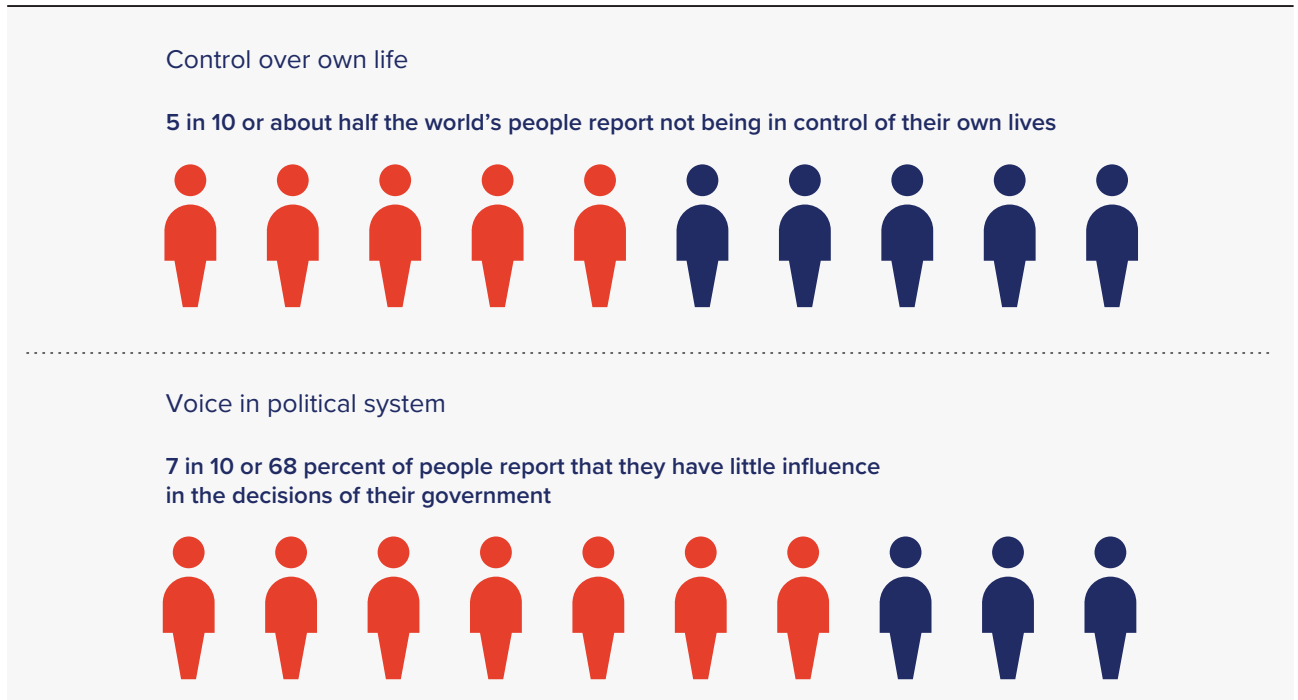 Control over own life
5 in 10 or about half the world’s people report not being in control of their own lives
Voice in political system
7 in 10 or 68 percent of people report that they have little influence
in the decisions of their government